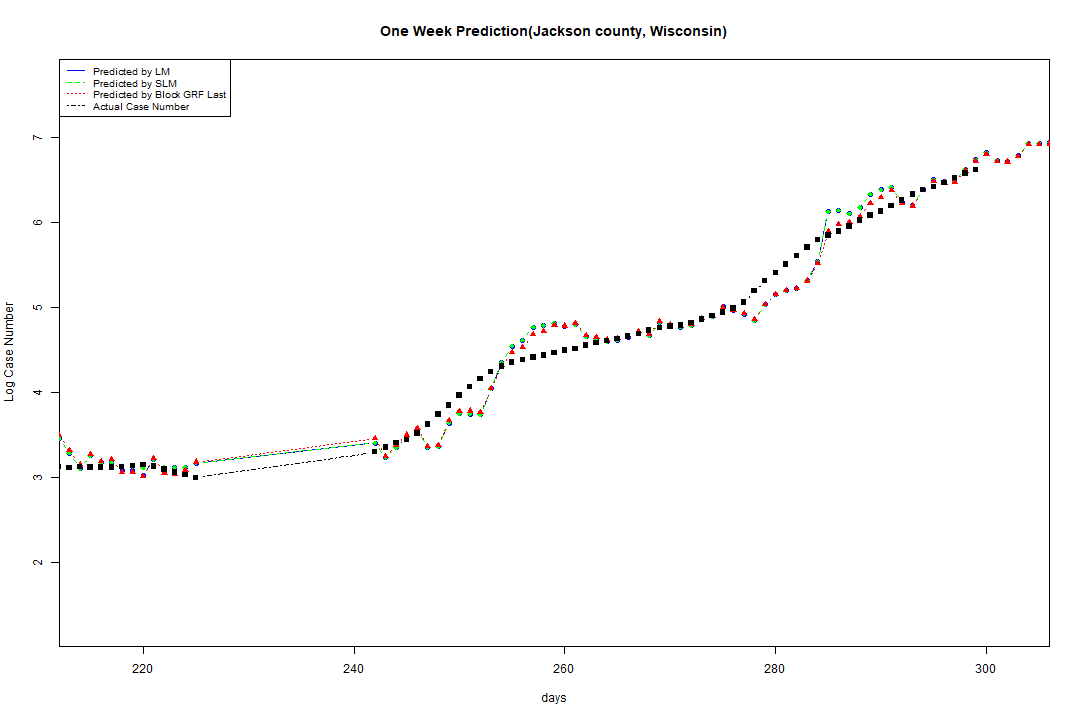 One Week Prediction(Jackson county, Wisconsin)
Predicted by LM
Predicted by SLM
Predicted by Block GRF Last
Actual Case Number
Log Case Number
7
6
5
4
3
2
220 240 260 280 300
days